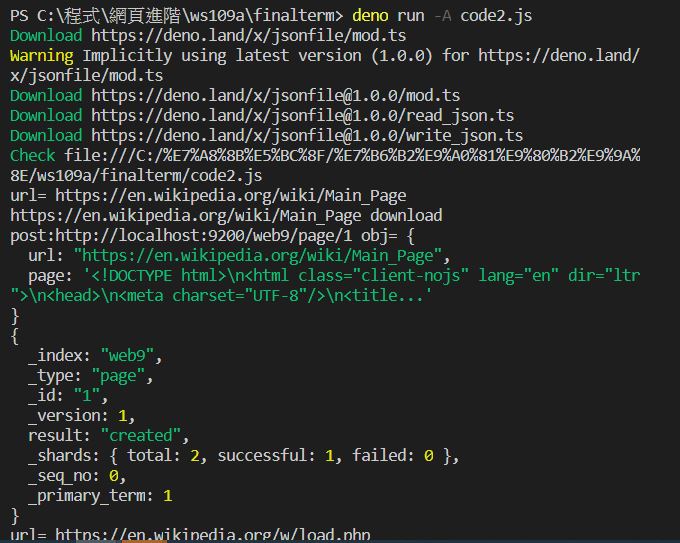 PS C:\程式\網頁進階\ws109a\finalterm> deno run -A code2.js
Download https://deno.land/x/jsonfile/mod.ts
Warning Implicitly using latest version (1.0.0) for https://deno.land/
x/jsonfile/mod.ts
Download https://deno.land/x/jsonfile@1.0.0/mod.ts
Download https://deno.land/x/jsonfile@1.0.0/read_json.ts
Download https://deno.land/x/jsonfile@1.0.0/write_json.ts
Check file:///C:/%E7%A8%8B%E5%BC%8F/%E7%B6%B2%E9%A0%81%E9%80%B2%E9%9A%
8E/ws109a/finalterm/code2.js
url= https://en.wikipedia.org/wiki/Main_Page
https://en.wikipedia.org/wiki/Main_Page download
post:http://localhost:9200/web9/page/1 obj= {
  url: "https://en.wikipedia.org/wiki/Main_Page",
  page: '<!DOCTYPE html>\n<html class="client-nojs" lang="en" dir="ltr
">\n<head>\n<meta charset="UTF-8"/>\n<title...'
}
{
  _index: "web9",
  _type: "page",
  _id: "1",
  _version: 1,
  result: "created",
  _shards: { total: 2, successful: 1, failed: 0 },
  _seq_no: 0,
  _primary_term: 1
}
url= https://en.wikipedia.org/w/load.php